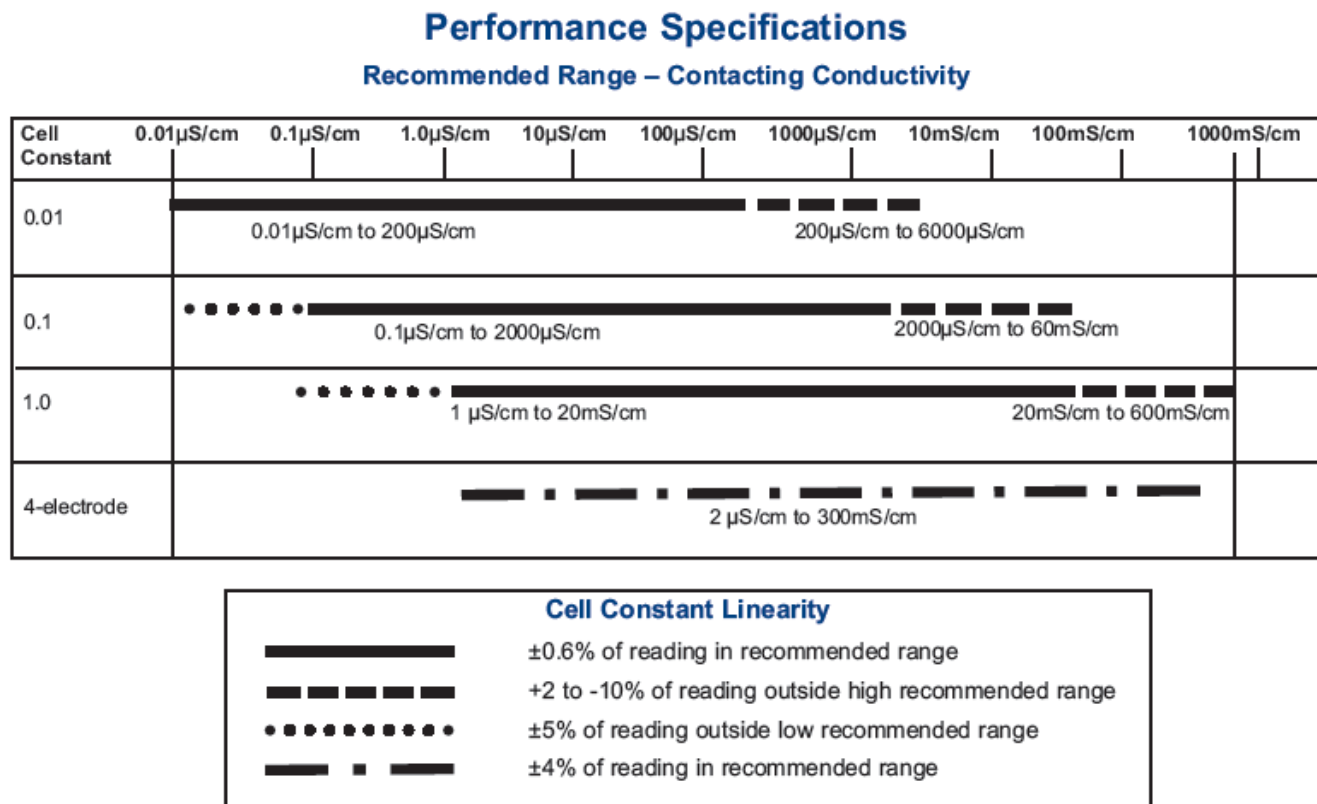 Performance Specifications
Recommended Range – Contacting Conductivity
Cell Constant 0.01µS/cm 0.1µS/cm 1.0µS/cm 10µS/cm 100µS/cm 1000µS/cm 10mS/cm 100mS/cm 1000mS/cm
0.01
0.01µS/cm to 200µS/cm 200µS/cm to 6000µS/cm
0.1
0.1µS/cm to 2000µS/cm 2000µS/cm to 60mS/cm
1.0
1 µS/cm to 20mS/cm 20mS/cm to 600mS/cm
4-electrode
2 µS/cm to 300mS/cm
Cell Constant Linearity
±0.6% of reading in recommended range
+2 to -10% of reading outside high recommended range
±5% of reading outside low recommended range
±4% of reading in recommended range